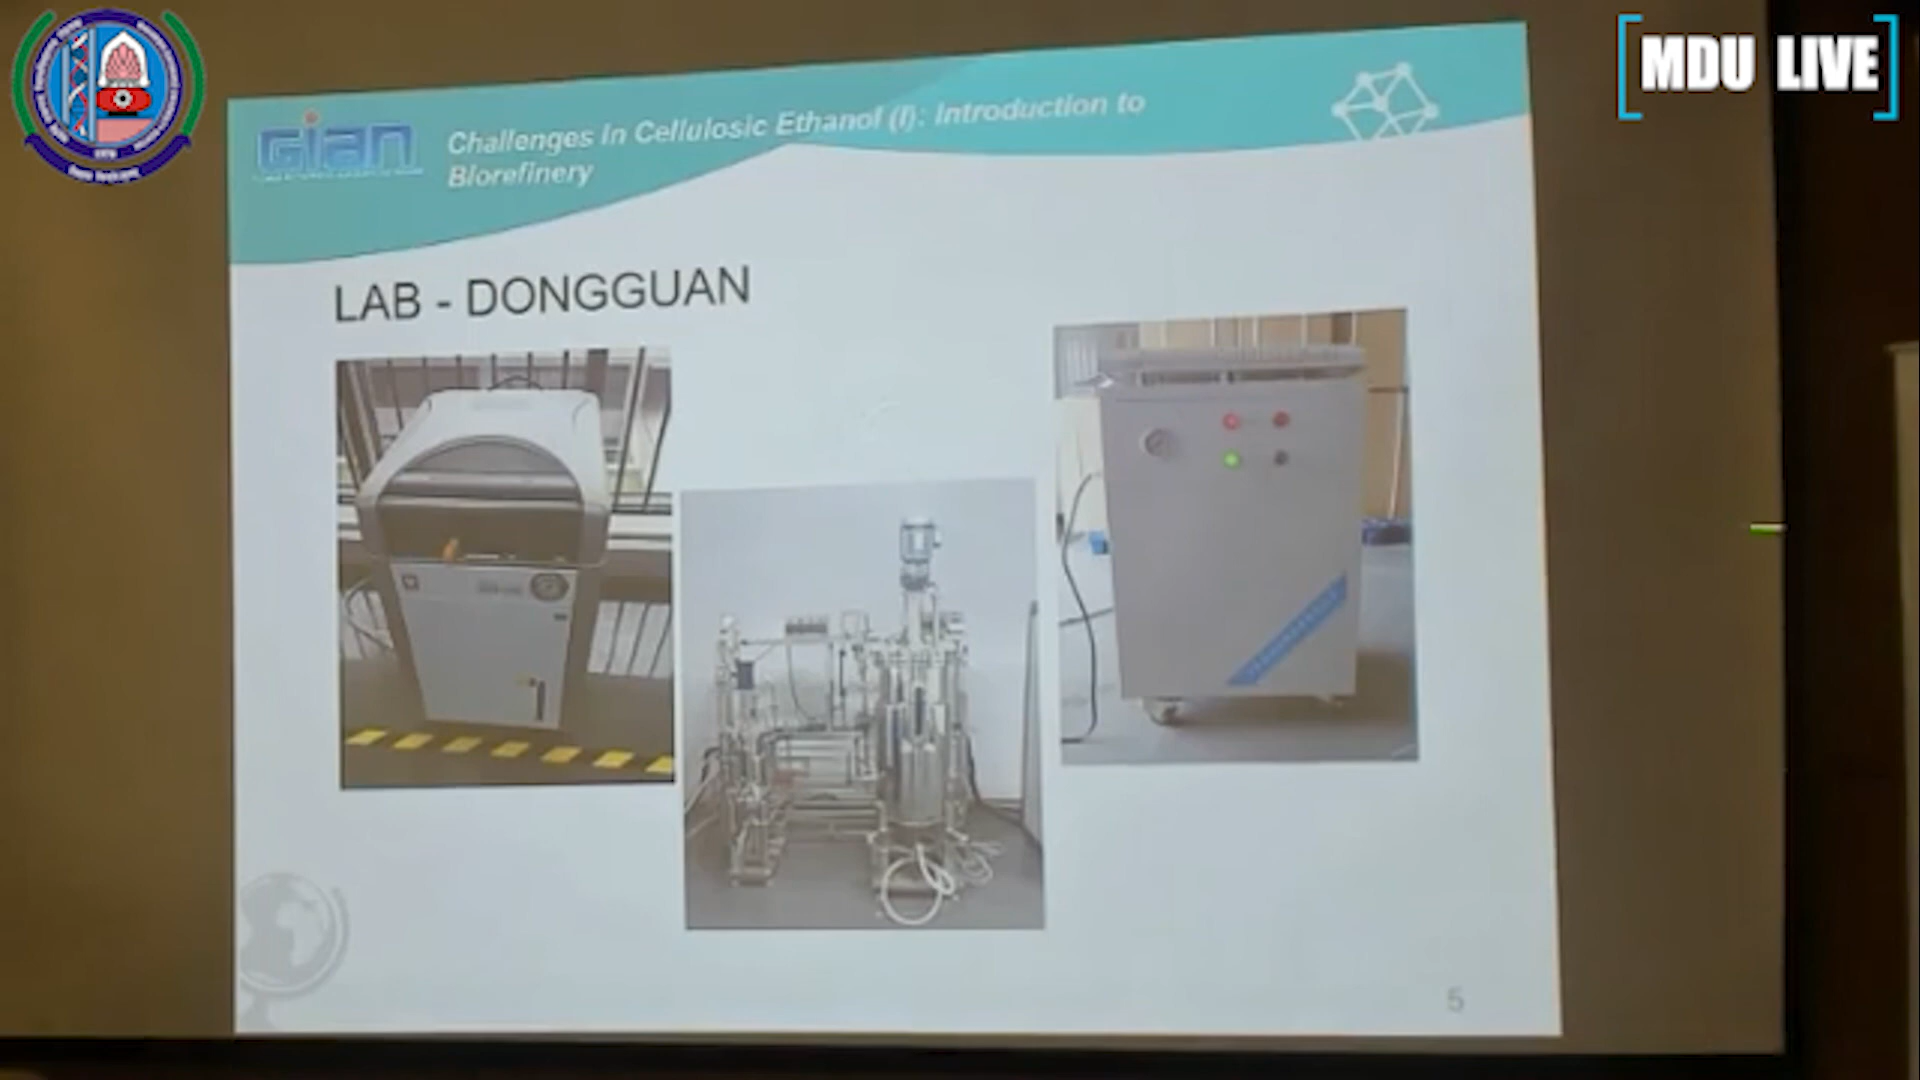 MDU LIVE
GIAN
Challenges In Cellulosic Ethanol (I): Introduction to
Biorefinery
LAB - DONGGUAN
5